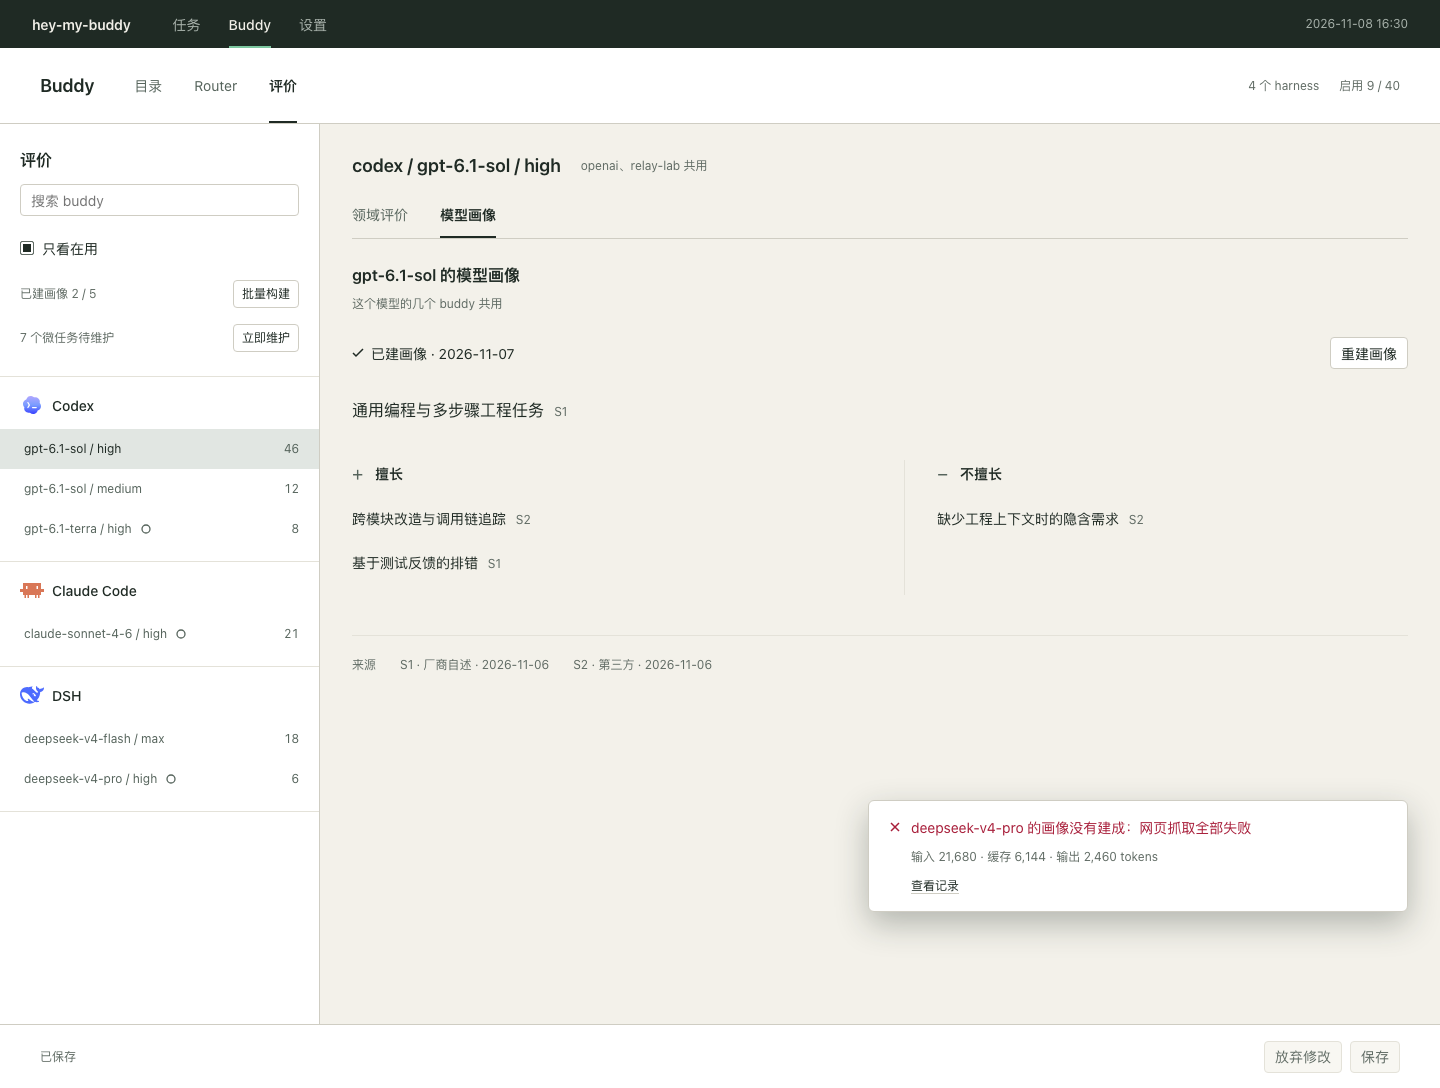 hey-my-buddy 任务 Buddy 设置 2026-11-08 16:30
Buddy 目录 Router 评价 4 个 harness 启用 9 / 40
评价
搜索 buddy
只看在用
已建画像 2 / 5 批量构建
7 个微任务待维护 立即维护
Codex
gpt-6.1-sol / high 46
gpt-6.1-sol / medium 12
gpt-6.1-terra / high 8
Claude Code
claude-sonnet-4-6 / high 21
DSH
deepseek-v4-flash / max 18
deepseek-v4-pro / high 6
codex / gpt-6.1-sol / high openai、relay-lab 共用
领域评价 模型画像
gpt-6.1-sol 的模型画像
这个模型的几个 buddy 共用
已建画像 · 2026-11-07 重建画像
通用编程与多步骤工程任务 S1
+ 擅长
跨模块改造与调用链追踪 S2
基于测试反馈的排错 S1
− 不擅长
缺少工程上下文时的隐含需求 S2
来源 S1 · 厂商自述 · 2026-11-06 S2 · 第三方 · 2026-11-06
deepseek-v4-pro 的画像没有建成：网页抓取全部失败
输入 21,680 · 缓存 6,144 · 输出 2,460 tokens
查看记录
已保存 放弃修改 保存